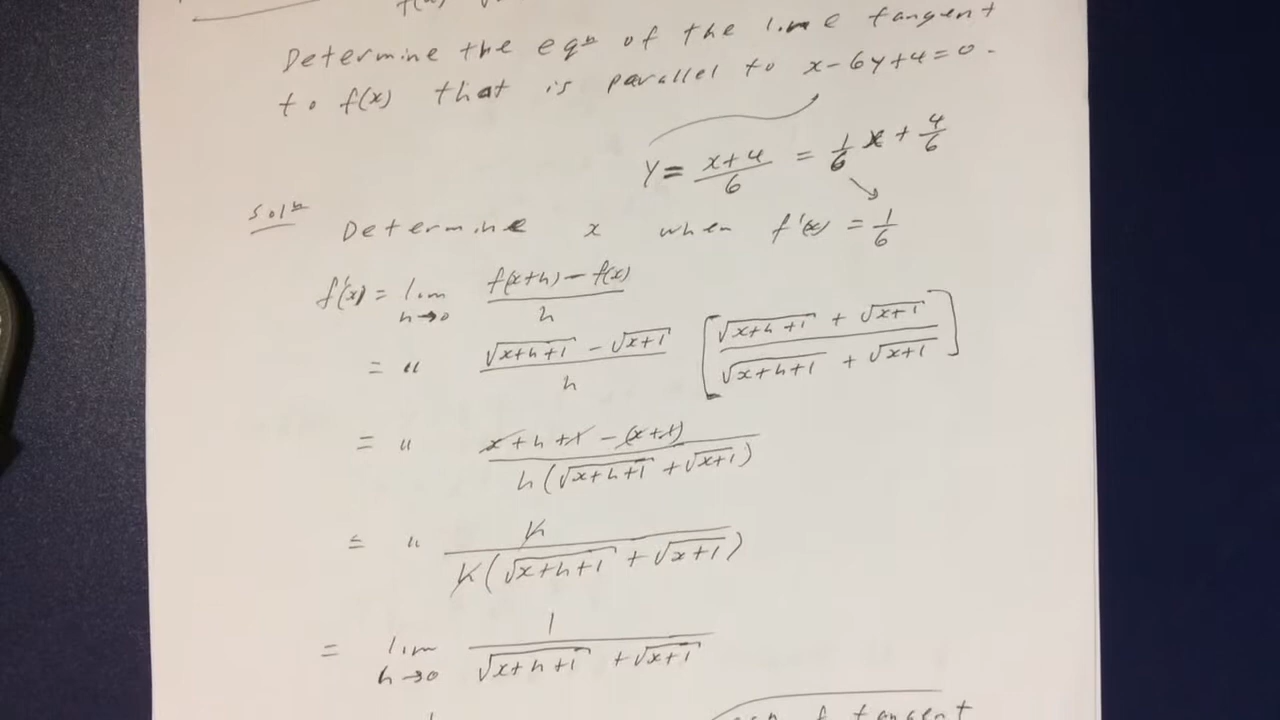 f(x) √
Determine the eqⁿ of the line tangent
to f(x) that is parallel to x-6y+4=0.
Y = (x+4)/6 = 1/6 x + 4/6
Solⁿ Determine x when f'(x) = 1/6
f'(x) = lim h→0 (f(x+h) - f(x))/h
= " (√(x+h+1) - √(x+1))/h [(√(x+h+1) + √(x+1))/(√(x+h+1) + √(x+1))]
= " (x+h+1 - (x+1))/(h(√(x+h+1) + √(x+1)))
= " h/(h(√(x+h+1) + √(x+1)))
= lim h→0 1/(√(x+h+1) + √(x+1))
1
tangent